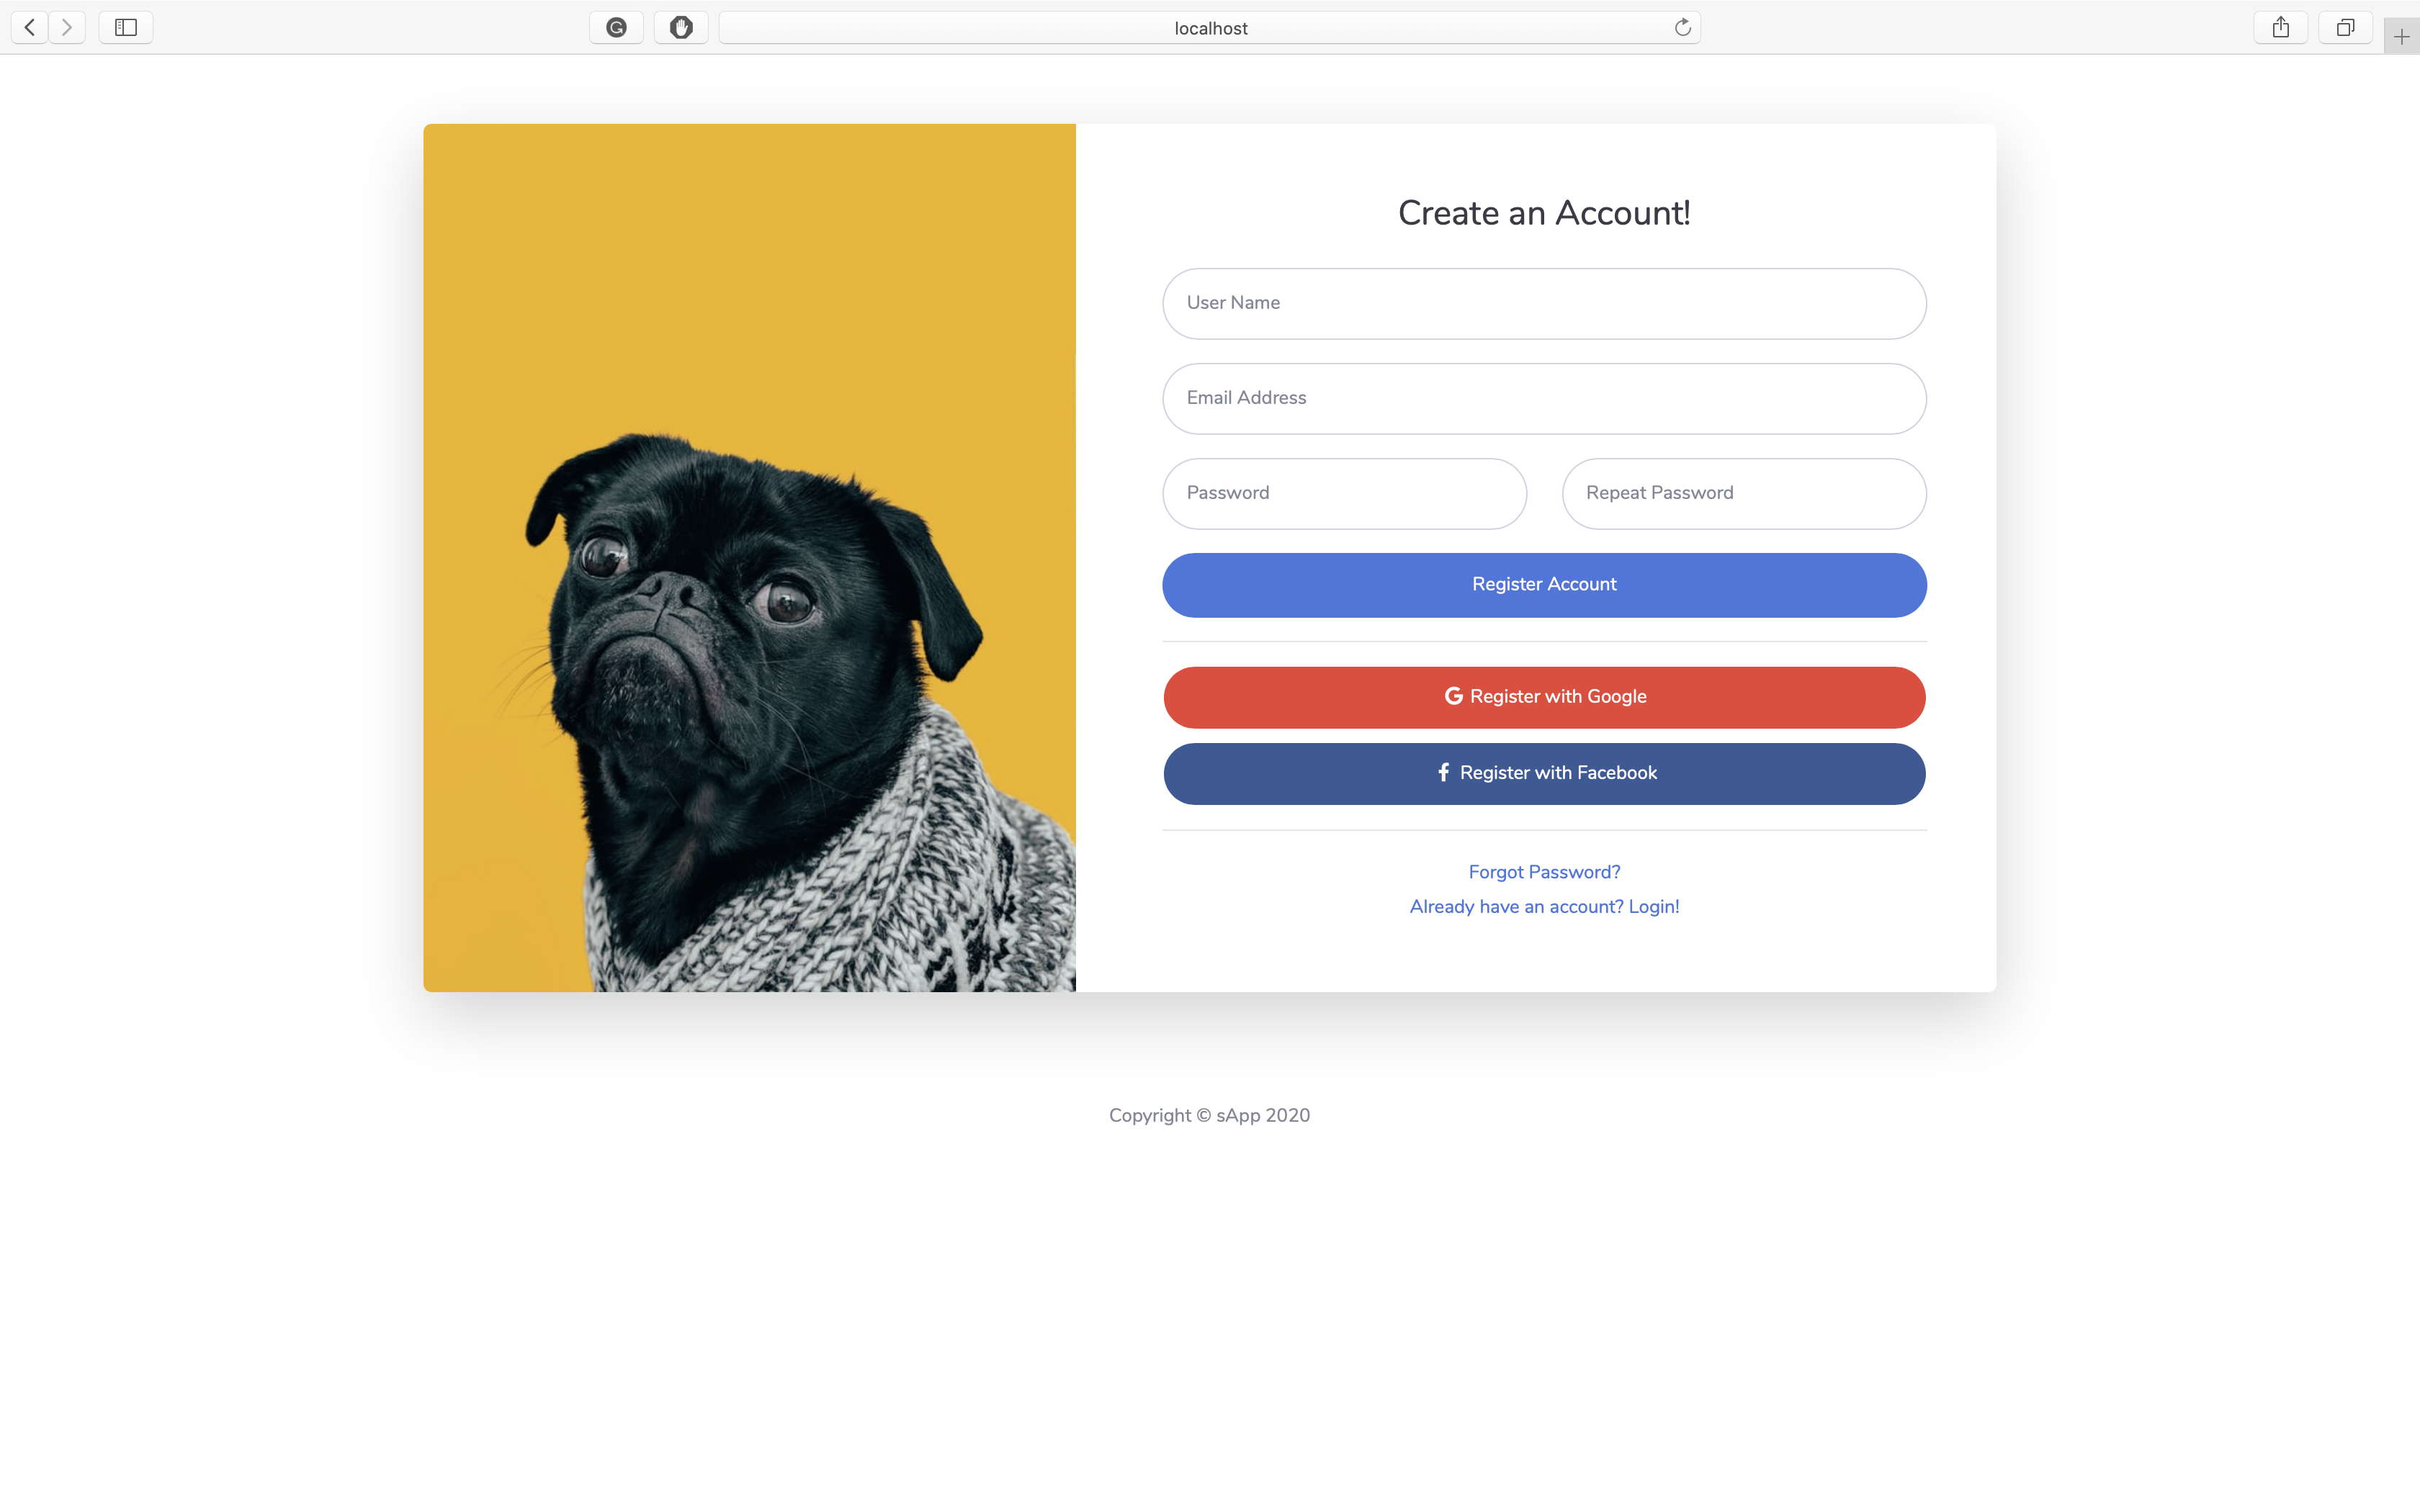 localhost
Create an Account!
User Name
Email Address
Password
Repeat Password
Register Account
Register with Google
Register with Facebook
Forgot Password?
Already have an account? Login!
Copyright © sApp 2020